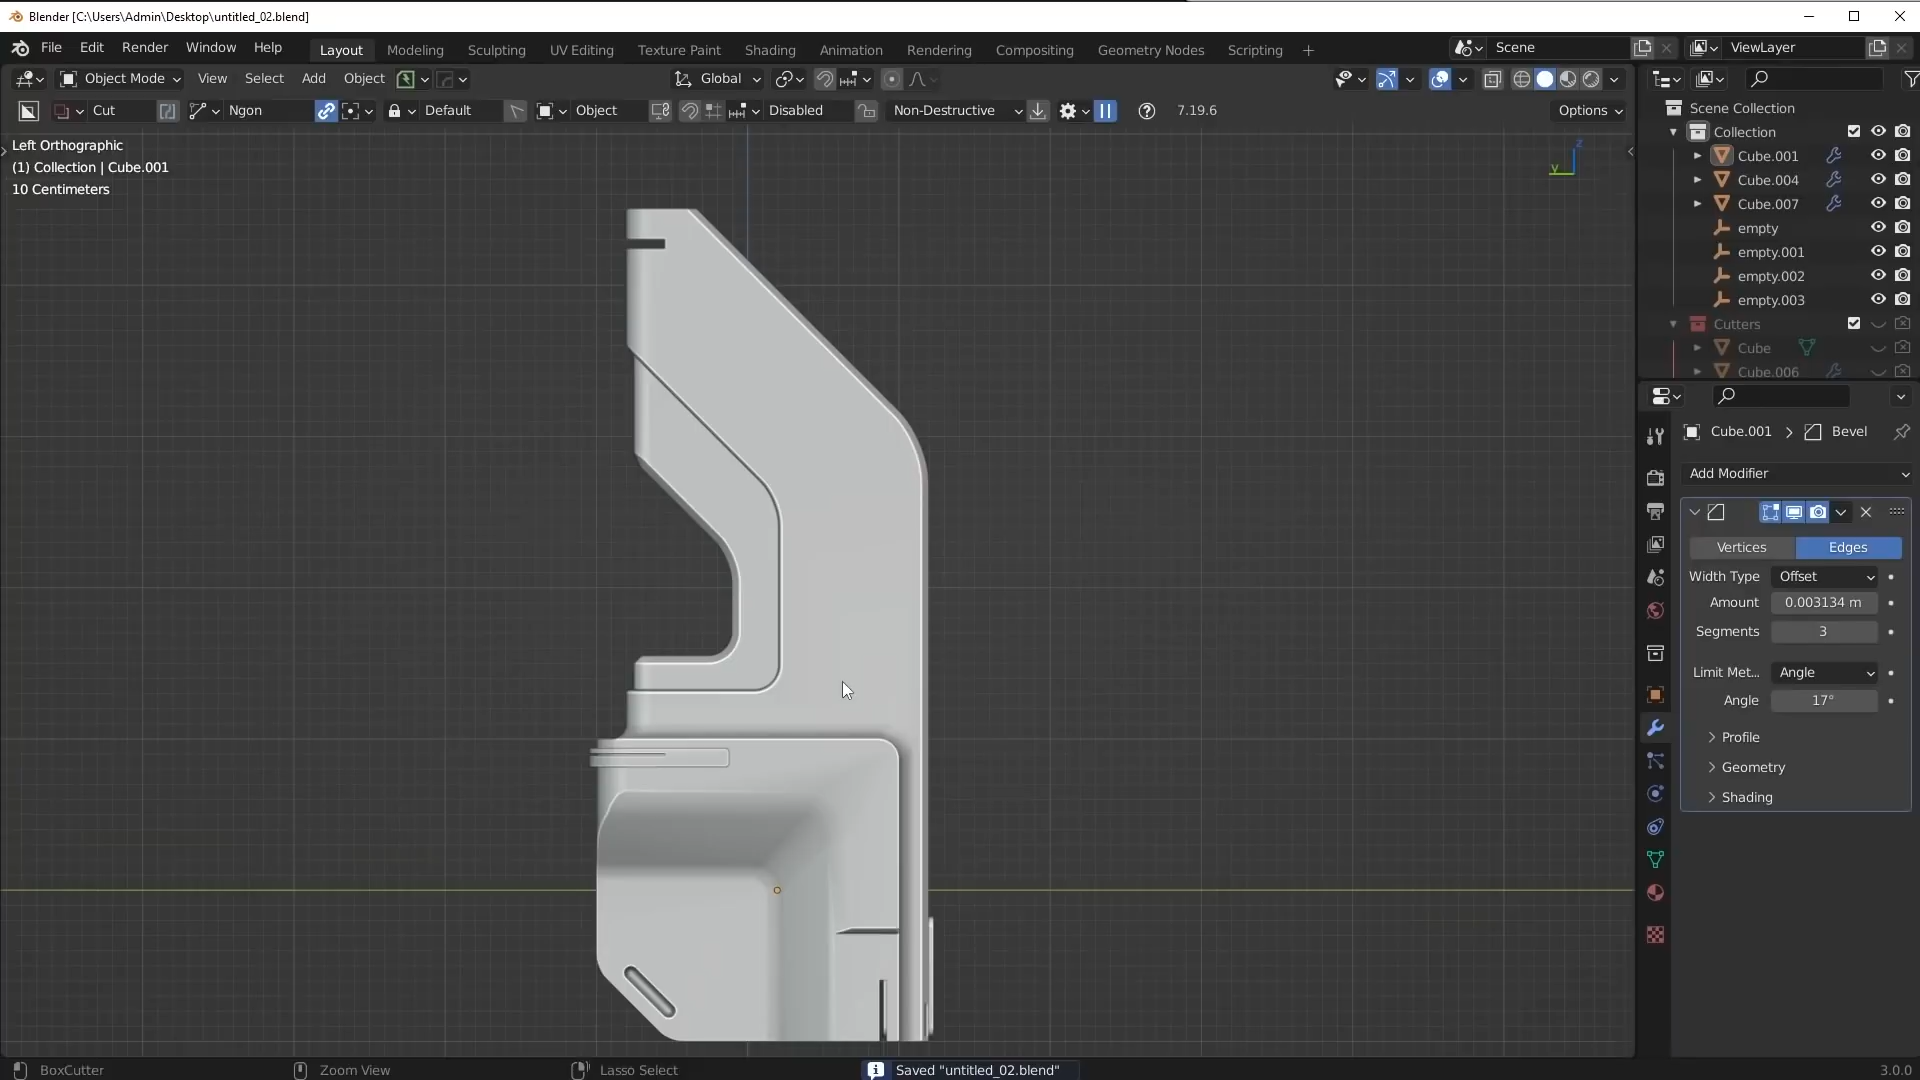 Blender [C:\Users\Admin\Desktop\untitled_02.blend]
File Edit Render Window Help Layout Modeling Sculpting UV Editing Texture Paint Shading Animation Rendering Compositing Geometry Nodes Scripting + Scene ViewLayer
Object Mode View Select Add Object Global
Cut Ngon Default Object Disabled Non-Destructive 7.19.6 Options
Left Orthographic
(1) Collection | Cube.001
10 Centimeters
Z
Y
Scene Collection
Collection
Cube.001
Cube.004
Cube.007
empty
empty.001
empty.002
empty.003
Cutters
Cube
Cube.006
Cube.001 > Bevel
Add Modifier
Vertices Edges
Width Type Offset
Amount 0.003134 m
Segments 3
Limit Met... Angle
Angle 17°
Profile
Geometry
Shading
BoxCutter Zoom View Lasso Select Saved "untitled_02.blend" 3.0.0